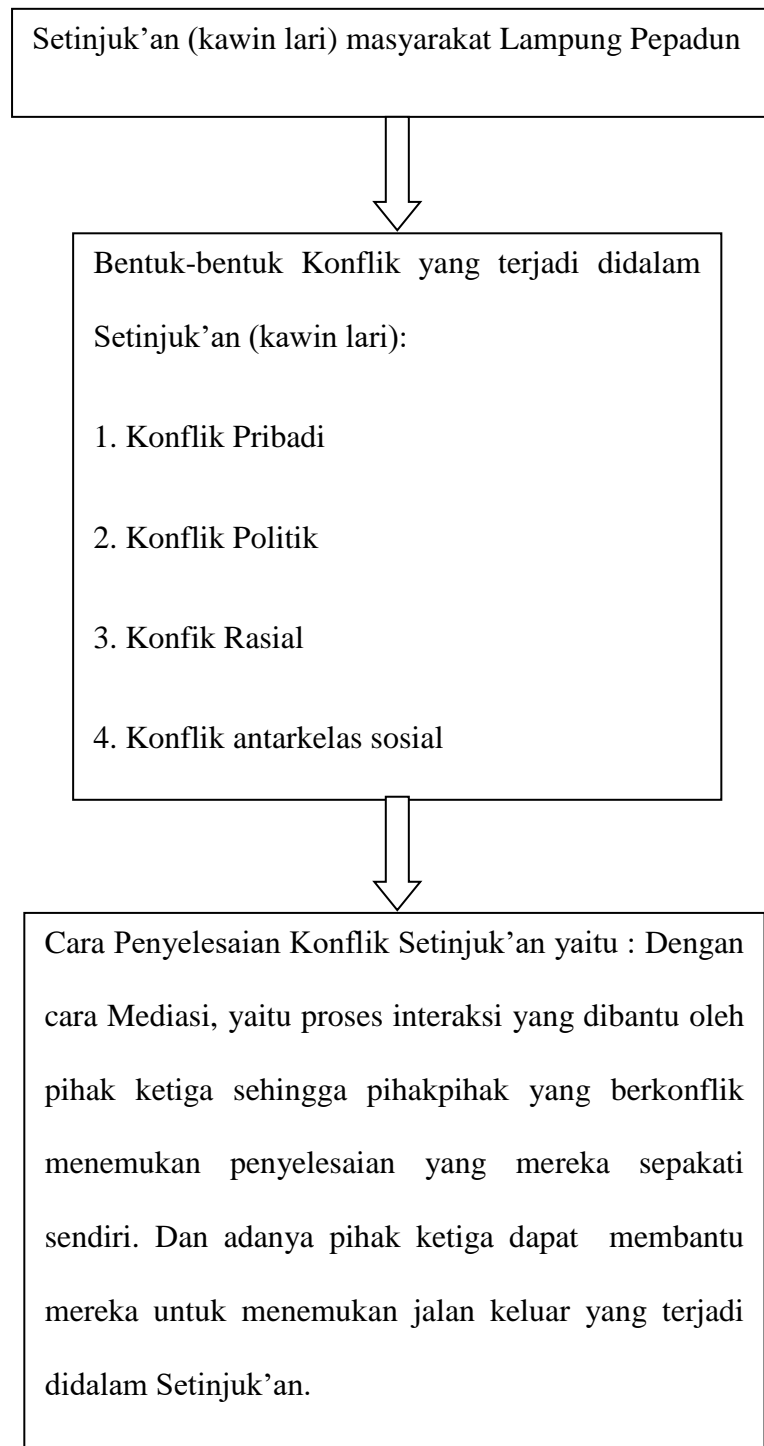 Setinjuk’an (kawin lari) masyarakat Lampung Pepadun
Bentuk-bentuk Konflik yang terjadi didalam
Setinjuk’an (kawin lari):
1. Konflik Pribadi
2. Konflik Politik
3. Konfik Rasial
4. Konflik antarkelas sosial
Cara Penyelesaian Konflik Setinjuk’an yaitu : Dengan
cara Mediasi, yaitu proses interaksi yang dibantu oleh
pihak ketiga sehingga pihakpihak yang berkonflik
menemukan penyelesaian yang mereka sepakati
sendiri. Dan adanya pihak ketiga dapat membantu
mereka untuk menemukan jalan keluar yang terjadi
didalam Setinjuk’an.